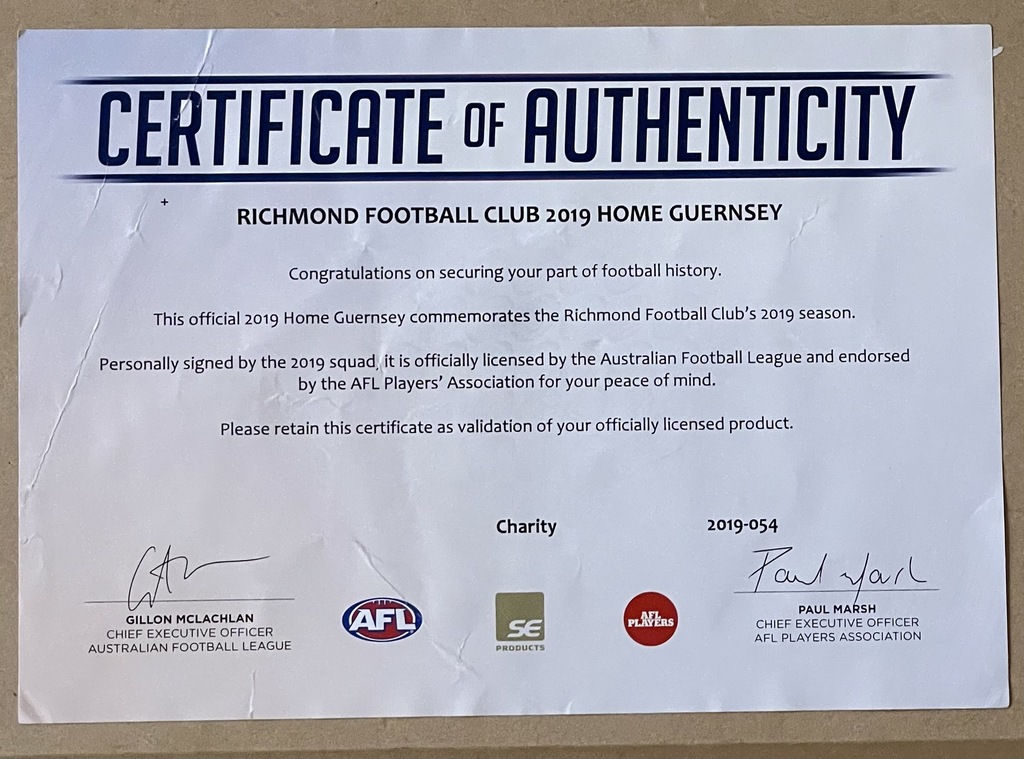 CERTIFICATE OF AUTHENTICITY
RICHMOND FOOTBALL CLUB 2019 HOME GUERNSEY
Congratulations on securing your part of football history.
This official 2019 Home Guernsey commemorates the Richmond Football Club's 2019 season.
Personally signed by the 2019 squad, it is officially licensed by the Australian Football League and endorsed
by the AFL Players' Association for your peace of mind.
Please retain this certificate as validation of your officially licensed product.
Charity
2019-054
Paul Marsh
GILLON MCLACHLAN
CHIEF EXECUTIVE OFFICER
AUSTRALIAN FOOTBALL LEAGUE
AFL
SE
PRODUCTS
AFL
PLAYERS
PAUL MARSH
CHIEF EXECUTIVE OFFICER
AFL PLAYERS ASSOCIATION